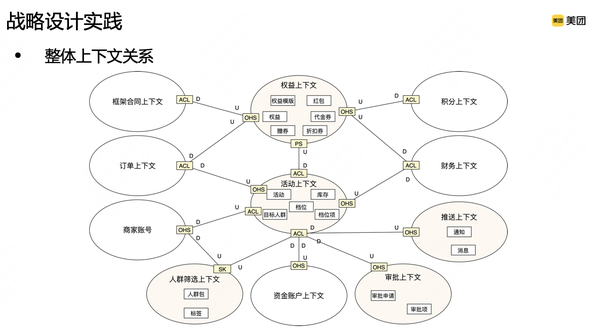 战略设计实践
美团 美团
• 整体上下文关系
框架合同上下文
ACL
D
U
OHS
权益上下文
权益模版
红包
权益
代金券
赠券
折扣券
OHS
PS
U
D
ACL
积分上下文
U
订单上下文
ACL
D
D
U
U
D
ACL
财务上下文
D
U
OHS
D
ACL
活动上下文
活动
库存
目标人群
档位
档位项
OHS
U
ACL
ACL
商家账号
OHS
D
U
D
U
SK
U
D
D
D
D
U
OHS
推送上下文
通知
消息
人群筛选上下文
人群包
标签
U
OHS
资金账户上下文
U
OHS
审批上下文
审批申请
审批项